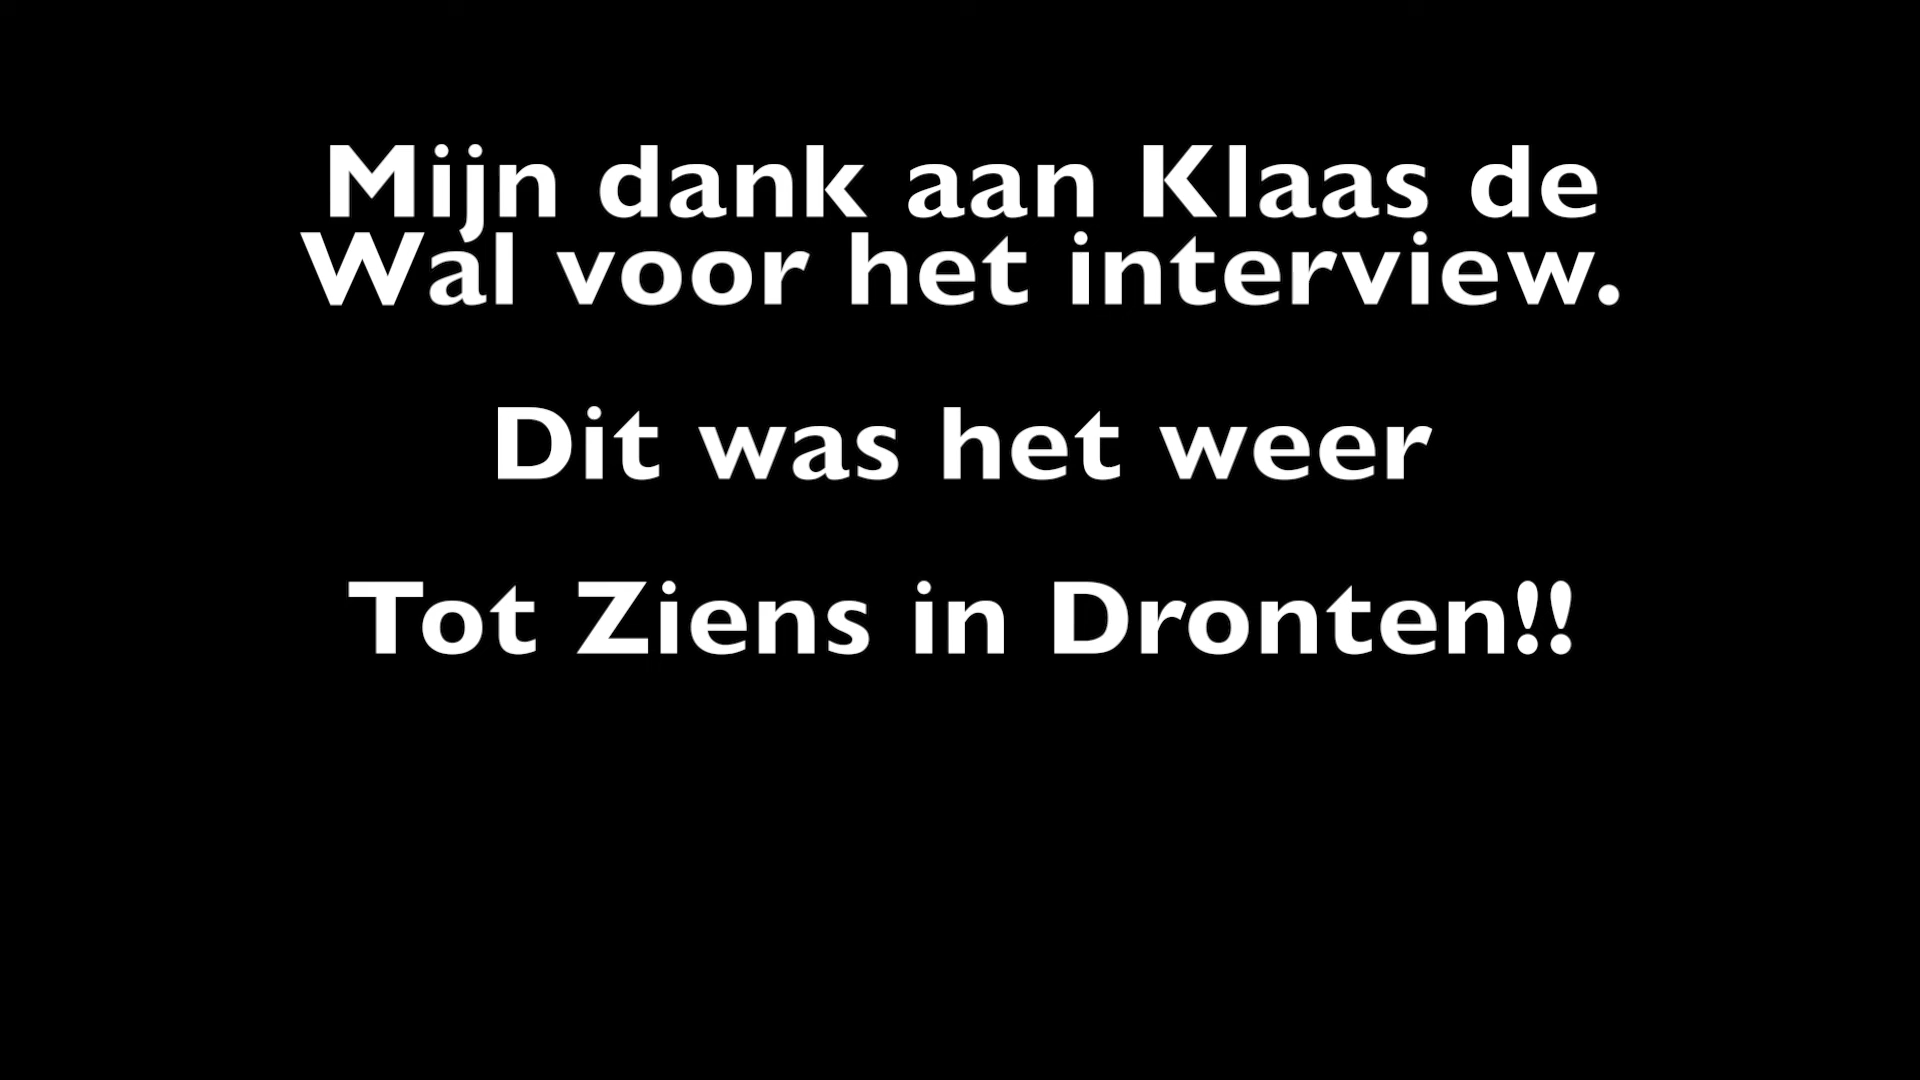 Mijn dank aan Klaas de
Wal voor het interview.
Dit was het weer
Tot Ziens in Dronten!!